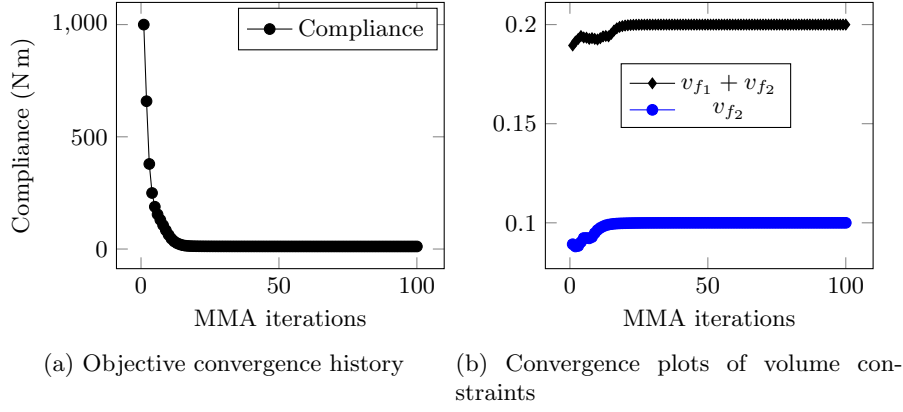 1,000
500
0
Compliance (N m)
Compliance
0
50
100
MMA iterations
(a) Objective convergence history
0.2
0.15
0.1
v_{f_1} + v_{f_2}
v_{f_2}
0
50
100
MMA iterations
(b) Convergence plots of volume con-
straints